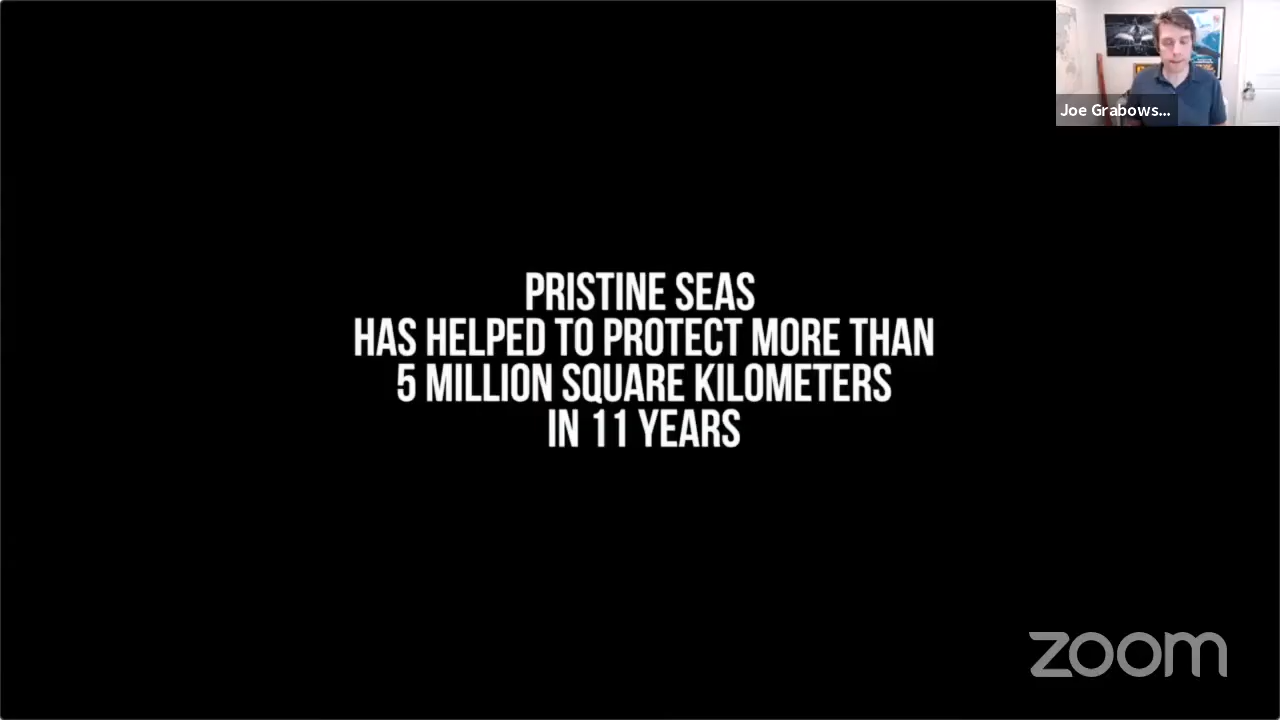 Joe Grabows...
PRISTINE SEAS
HAS HELPED TO PROTECT MORE THAN
5 MILLION SQUARE KILOMETERS
IN 11 YEARS
zoom